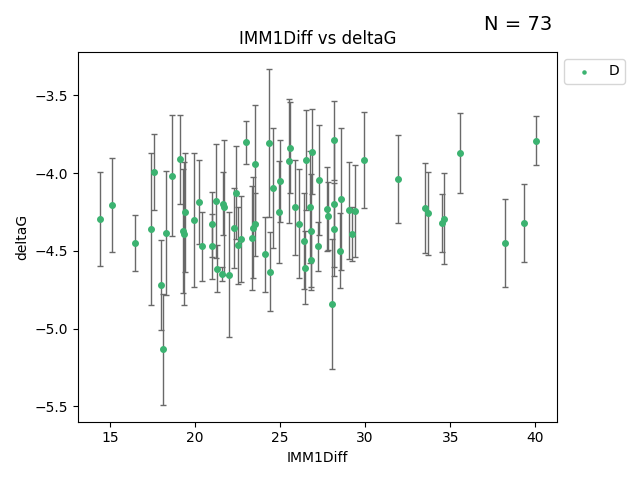 N = 73
IMM1Diff vs deltaG
D
−3.5
−4.0
−4.5
−5.0
−5.5
deltaG
15 20 25 30 35 40
IMM1Diff